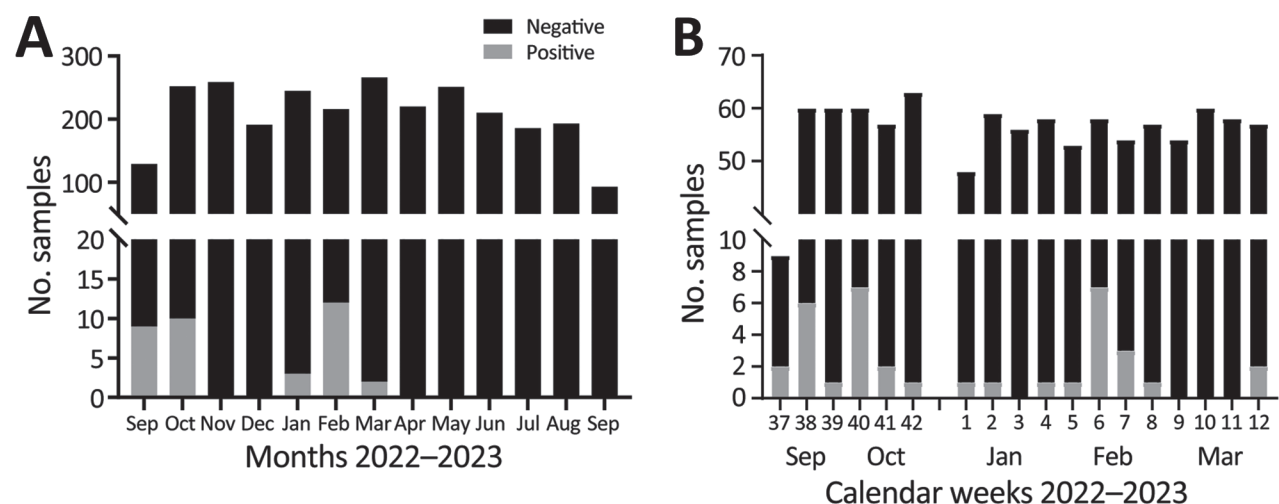 A
Negative
Positive
No. samples
300
200
100
20
15
10
5
0
Sep Oct Nov Dec Jan Feb Mar Apr May Jun Jul Aug Sep
Months 2022–2023
B
No. samples
70
60
50
10
8
6
4
2
0
37 38 39 40 41 42 1 2 3 4 5 6 7 8 9 10 11 12
Sep Oct Jan Feb Mar
Calendar weeks 2022–2023